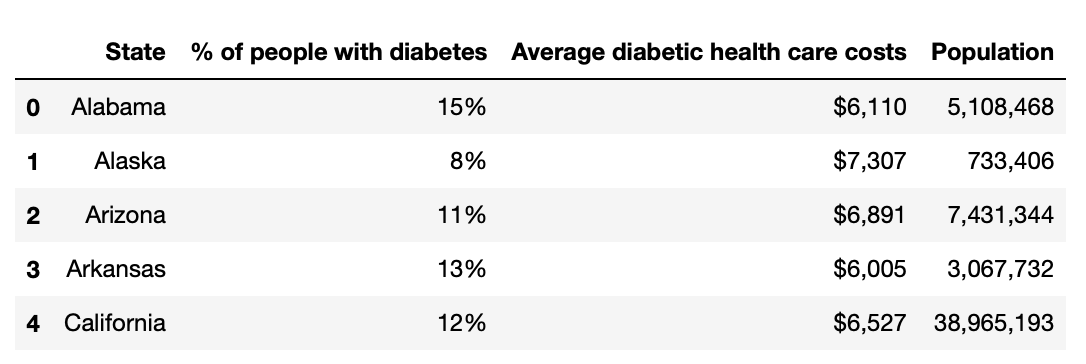 State % of people with diabetes Average diabetic health care costs Population
0 Alabama 15% $6,110 5,108,468
1 Alaska 8% $7,307 733,406
2 Arizona 11% $6,891 7,431,344
3 Arkansas 13% $6,005 3,067,732
4 California 12% $6,527 38,965,193